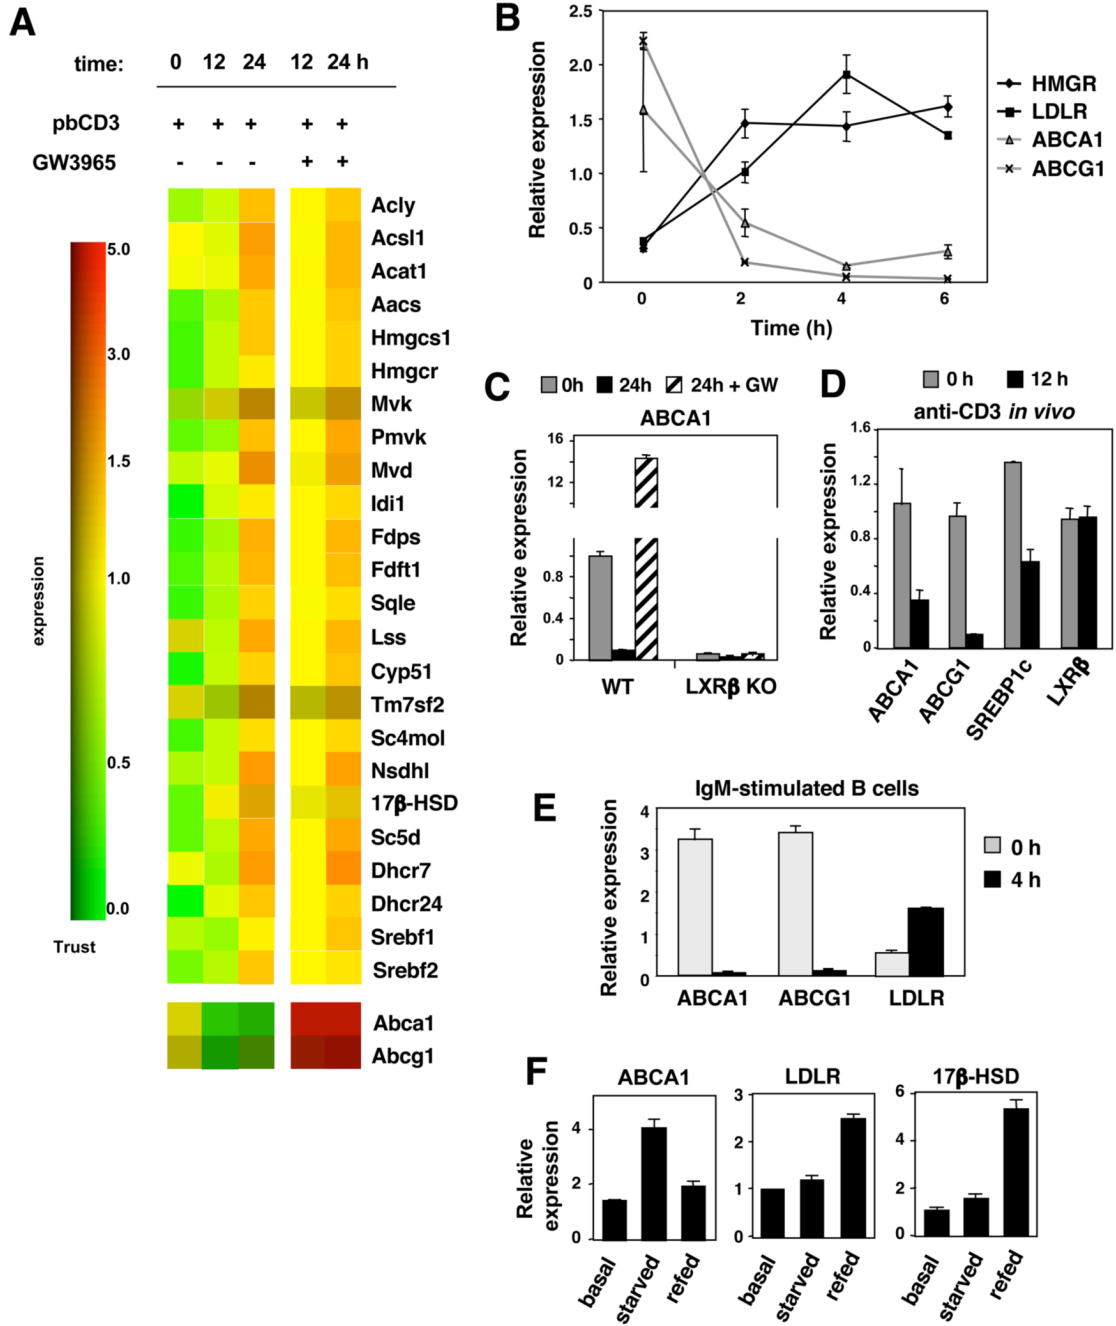 A
time: 0 12 24 12 24 h
pbCD3 + + + + +
GW3965 - - - + +
Acly
Acsl1
Acat1
Aacs
Hmgcs1
Hmgcr
Mvk
Pmvk
Mvd
Idi1
Fdps
Fdft1
Sqle
Lss
Cyp51
Tm7sf2
Sc4mol
Nsdhl
17β-HSD
Sc5d
Dhcr7
Dhcr24
Srebf1
Srebf2
Abca1
Abcg1
5.0
3.0
1.5
1.0
0.5
0.0
expression
Trust
B
Relative expression
2.5
2.0
1.5
1.0
0.5
0
0 2 4 6
Time (h)
HMGR
LDLR
ABCA1
ABCG1
C
0h 24h 24h + GW
ABCA1
Relative expression
16
12
0.8
0.4
0
WT LXRβ KO
D
0 h 12 h
anti-CD3 in vivo
Relative expression
1.6
1.2
0.8
0.4
0
ABCA1
ABCG1
SREBP1c
LXRβ
E
IgM-stimulated B cells
Relative expression
4
3
2
1
0
ABCA1 ABCG1 LDLR
0 h
4 h
F
Relative
expression
ABCA1
4
2
0
basal
starved
refed
LDLR
3
2
1
0
basal
starved
refed
17β-HSD
6
4
2
0
basal
starved
refed